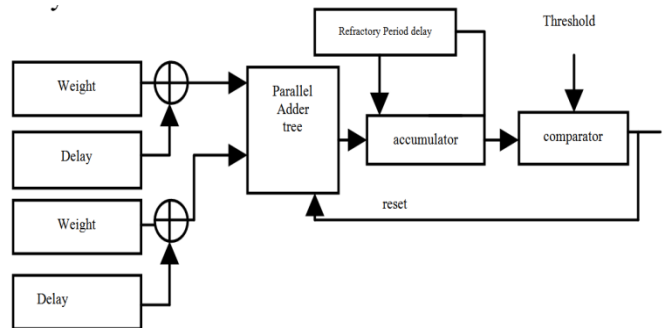 Refractory Period delay
Threshold
Weight
Parallel
Adder
tree
Delay
accumulator
comparator
Weight
reset
Delay